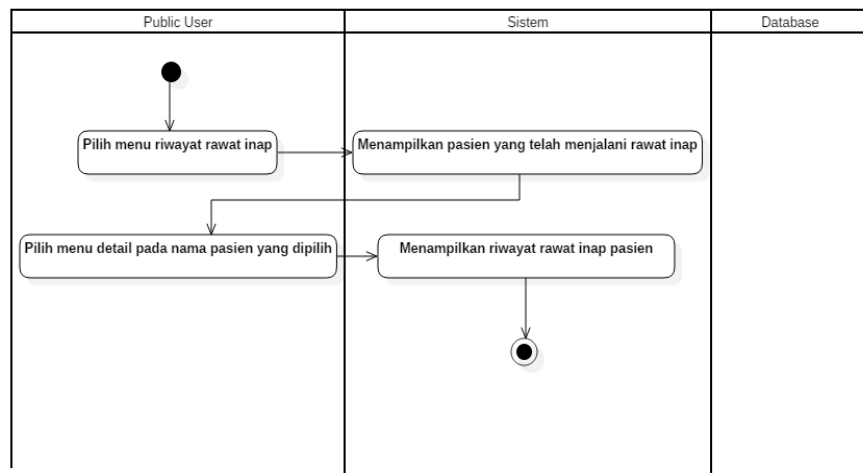 Public User
Sistem
Database
Pilih menu riwayat rawat inap
Menampilkan pasien yang telah menjalani rawat inap
Pilih menu detail pada nama pasien yang dipilih
Menampilkan riwayat rawat inap pasien